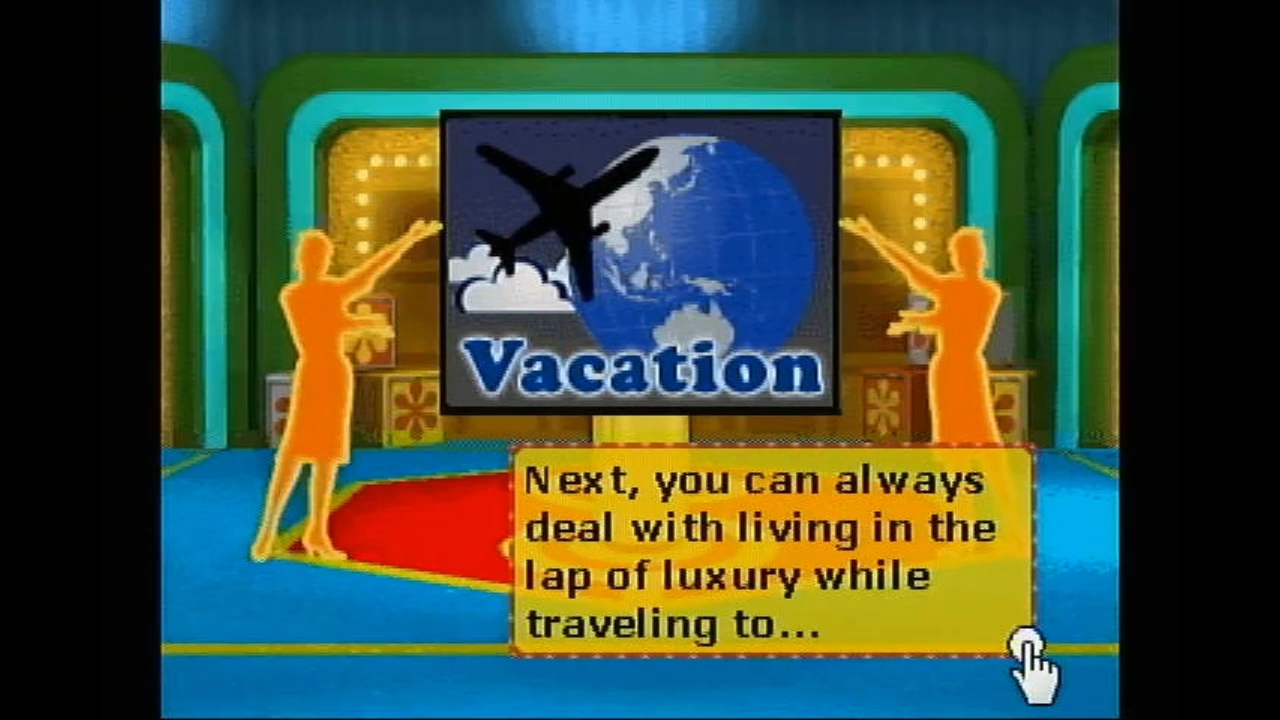 Vacation
Next, you can always
deal with living in the
lap of luxury while
traveling to...